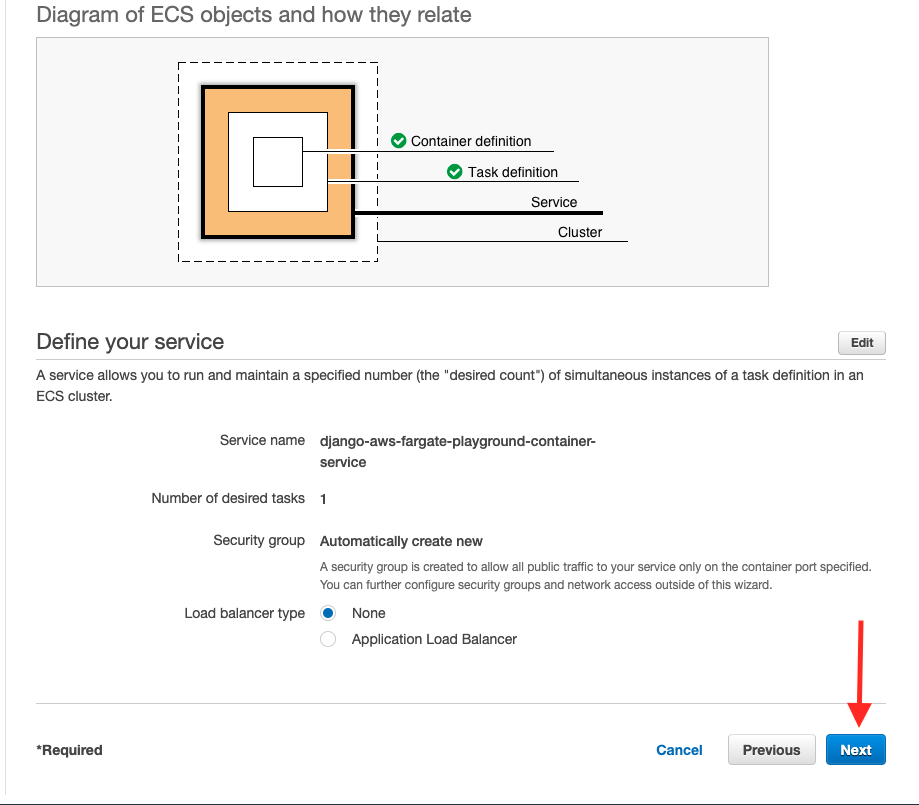 Diagram of ECS objects and how they relate
Container definition
Task definition
Service
Cluster
Define your service
Edit
A service allows you to run and maintain a specified number (the "desired count") of simultaneous instances of a task definition in an
ECS cluster.
Service name django-aws-fargate-playground-container-
service
Number of desired tasks 1
Security group Automatically create new
A security group is created to allow all public traffic to your service only on the container port specified.
You can further configure security groups and network access outside of this wizard.
Load balancer type None
Application Load Balancer
*Required Cancel Previous Next